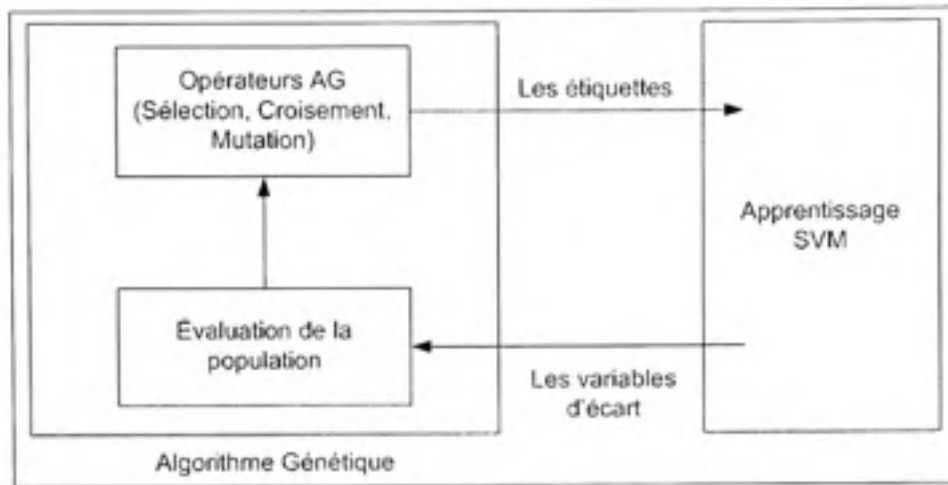 Opérateurs AG
(Sélection, Croisement,
Mutation)
Les étiquettes
Apprentissage
SVM
Évaluation de la
population
Les variables
d'écart
Algorithme Génétique